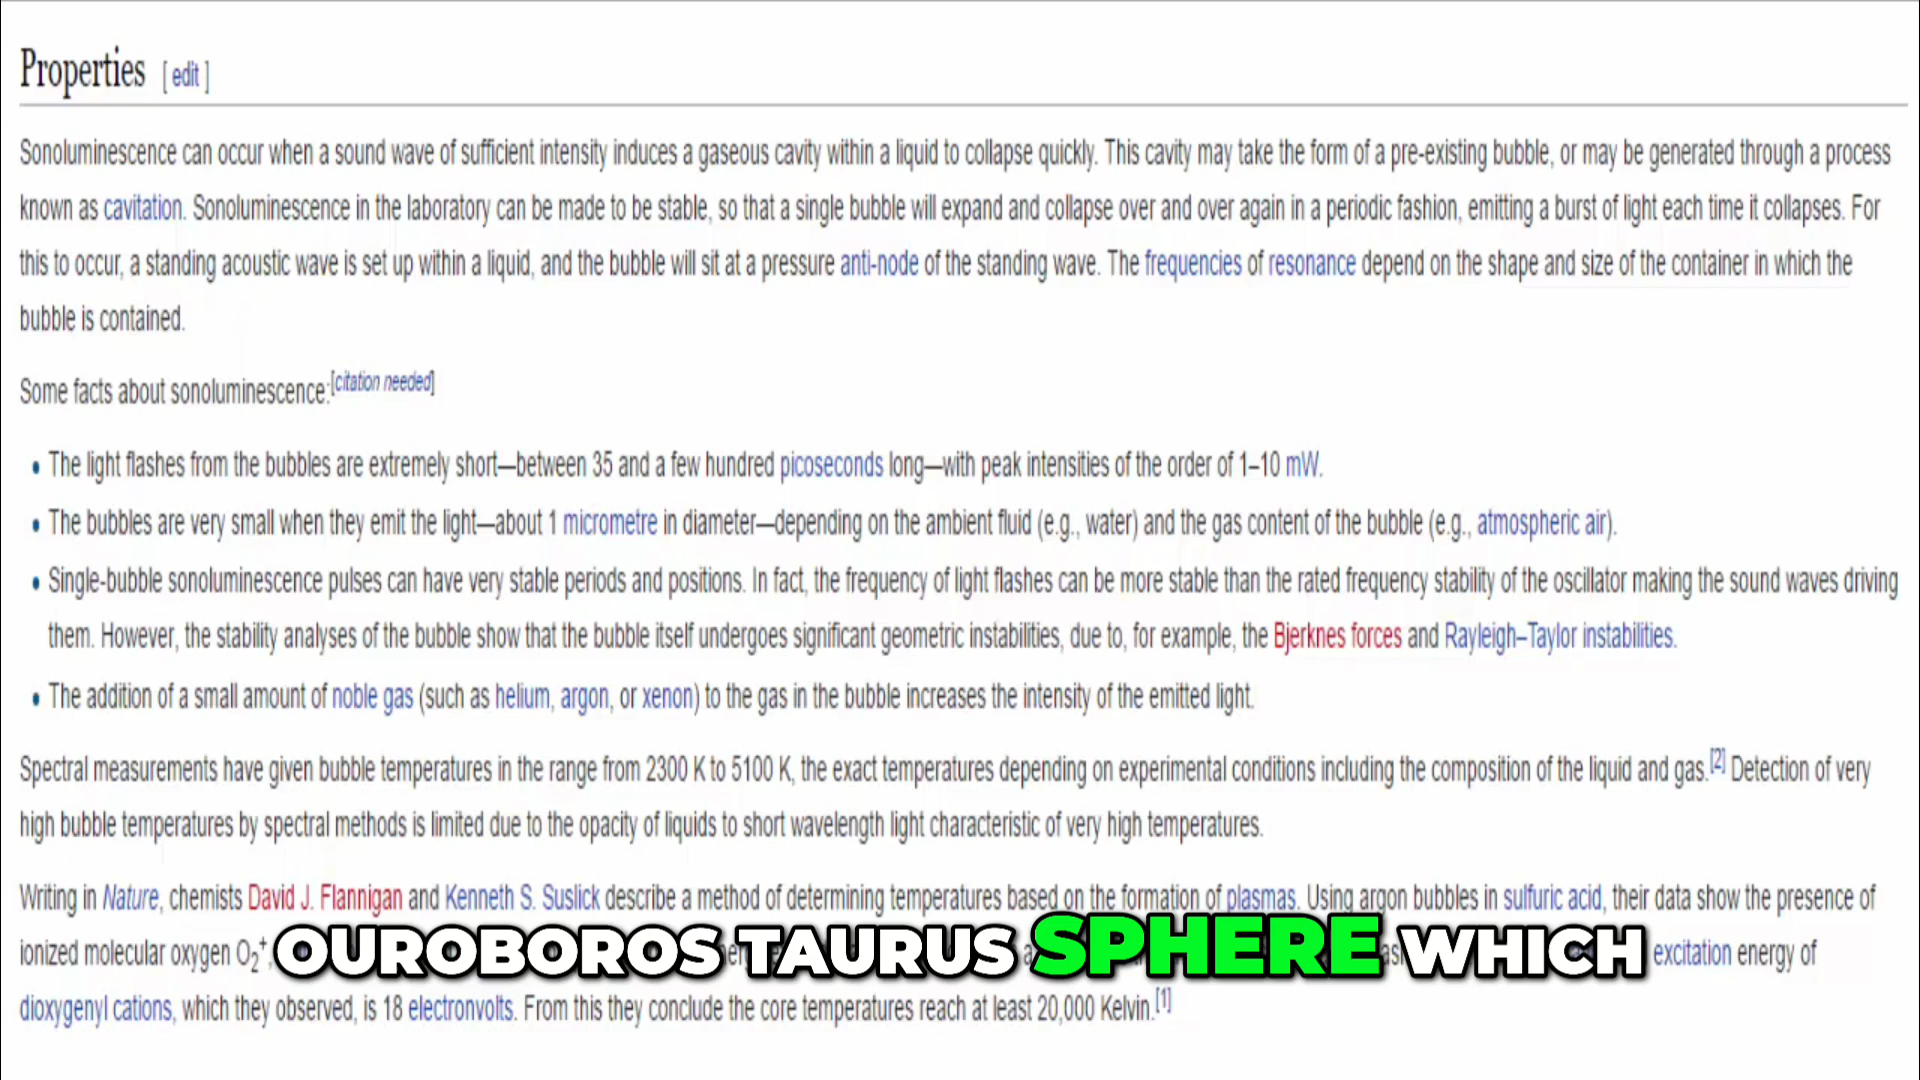 Properties [ edit ]
Sonoluminescence can occur when a sound wave of sufficient intensity induces a gaseous cavity within a liquid to collapse quickly. This cavity may take the form of a pre-existing bubble, or may be generated through a process
known as cavitation. Sonoluminescence in the laboratory can be made to be stable, so that a single bubble will expand and collapse over and over again in a periodic fashion, emitting a burst of light each time it collapses. For
this to occur, a standing acoustic wave is set up within a liquid, and the bubble will sit at a pressure anti-node of the standing wave. The frequencies of resonance depend on the shape and size of the container in which the
bubble is contained.
Some facts about sonoluminescence:[citation needed]
• The light flashes from the bubbles are extremely short—between 35 and a few hundred picoseconds long—with peak intensities of the order of 1–10 mW.
• The bubbles are very small when they emit the light—about 1 micrometre in diameter—depending on the ambient fluid (e.g., water) and the gas content of the bubble (e.g., atmospheric air).
• Single-bubble sonoluminescence pulses can have very stable periods and positions. In fact, the frequency of light flashes can be more stable than the rated frequency stability of the oscillator making the sound waves driving
them. However, the stability analyses of the bubble show that the bubble itself undergoes significant geometric instabilities, due to, for example, the Bjerknes forces and Rayleigh–Taylor instabilities.
• The addition of a small amount of noble gas (such as helium, argon, or xenon) to the gas in the bubble increases the intensity of the emitted light.
Spectral measurements have given bubble temperatures in the range from 2300 K to 5100 K, the exact temperatures depending on experimental conditions including the composition of the liquid and gas.[2] Detection of very
high bubble temperatures by spectral methods is limited due to the opacity of liquids to short wavelength light characteristic of very high temperatures.
Writing in Nature, chemists David J. Flannigan and Kenneth S. Suslick describe a method of determining temperatures based on the formation of plasmas. Using argon bubbles in sulfuric acid, their data show the presence of
ionized molecular oxygen O2+, excitation energy of
OUROBOROS TAURUS SPHERE WHICH
dioxygenyl cations, which they observed, is 18 electronvolts. From this they conclude the core temperatures reach at least 20,000 Kelvin.[1]